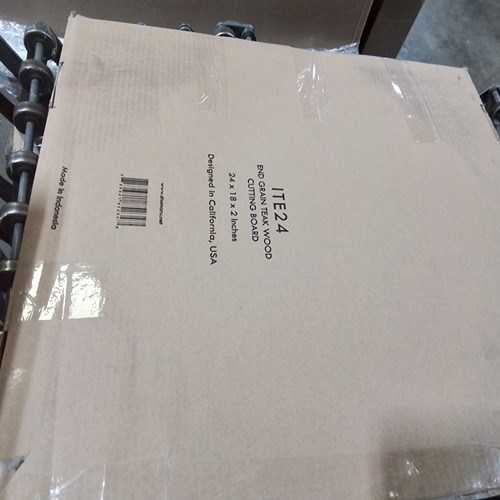 ITE24
END GRAIN TEAK WOOD
CUTTING BOARD
24 x 18 x 2 Inches
Designed in California, USA
Made in Indonesia